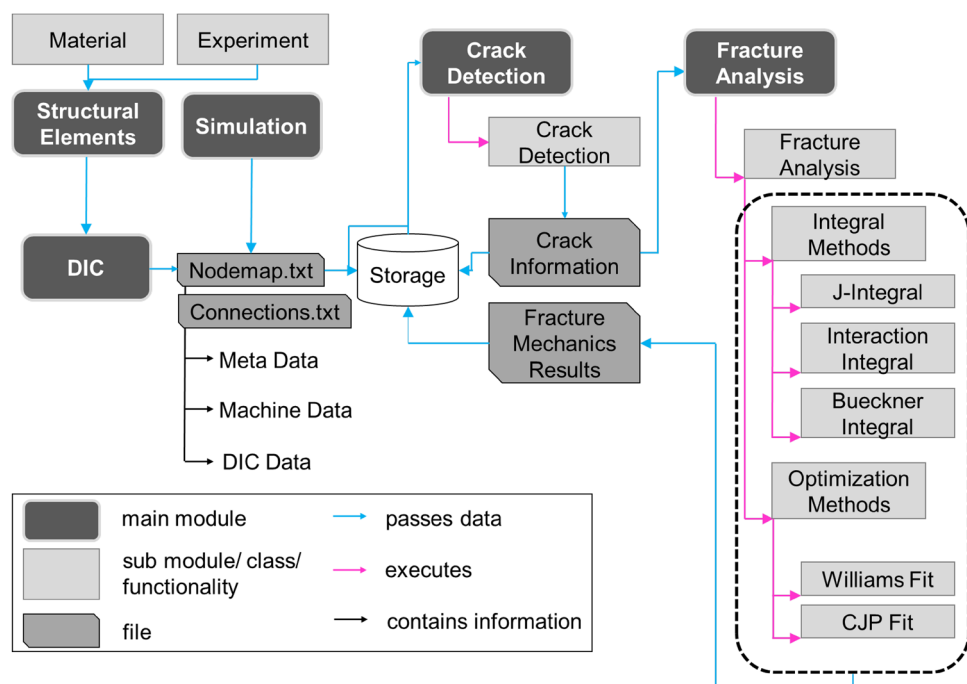 Material
Experiment
Structural
Elements
Simulation
DIC
Nodemap.txt
Connections.txt
Meta Data
Machine Data
DIC Data
Storage
Crack
Detection
Crack
Detection
Crack
Information
Fracture
Mechanics
Results
Fracture
Analysis
Fracture
Analysis
Integral
Methods
J-Integral
Interaction
Integral
Bueckner
Integral
Optimization
Methods
Williams Fit
CJP Fit
main module
sub module/ class/
functionality
file
passes data
executes
contains information